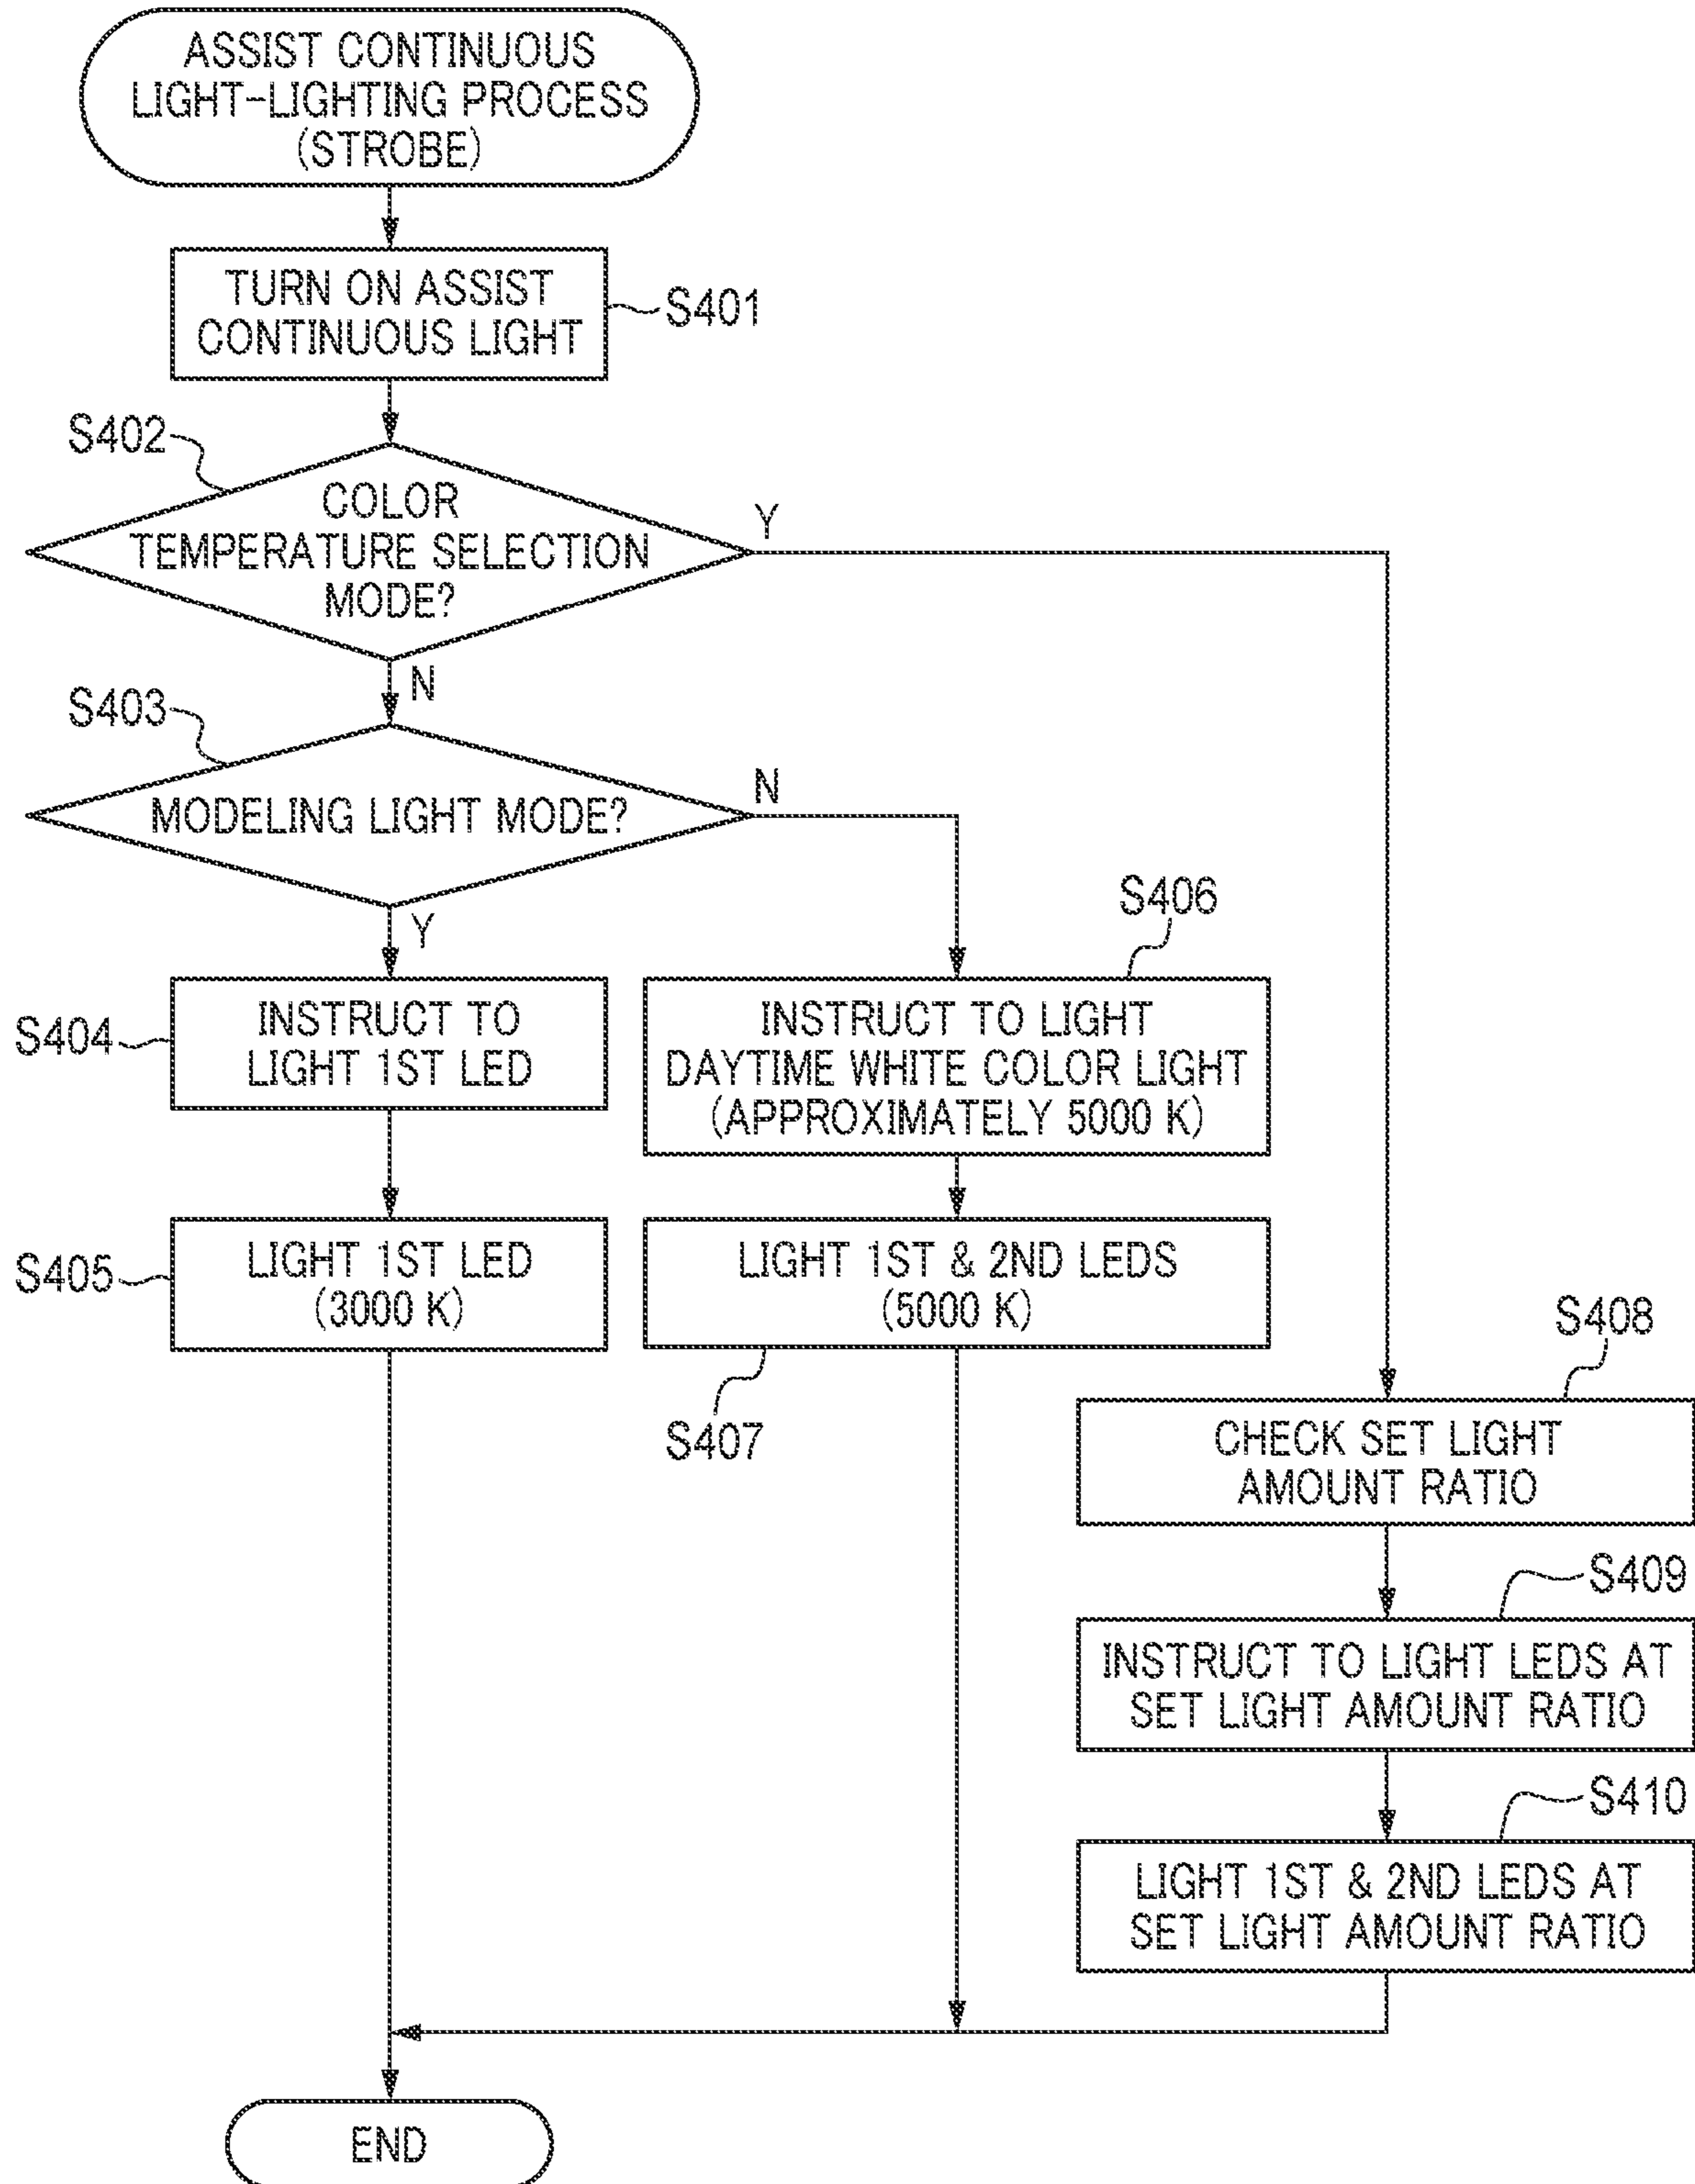 ASSIST CONTINUOUS
LIGHT-LIGHTING PROCESS
(STROBE)
TURN ON ASSIST
CONTINUOUS LIGHT
S401
S402
COLOR
TEMPERATURE SELECTION
MODE?
Y
N
S403
MODELING LIGHT MODE?
N
Y
S404
INSTRUCT TO
LIGHT 1ST LED
S406
INSTRUCT TO LIGHT
DAYTIME WHITE COLOR LIGHT
(APPROXIMATELY 5000 K)
S405
LIGHT 1ST LED
(3000 K)
LIGHT 1ST & 2ND LEDS
(5000 K)
S407
S408
CHECK SET LIGHT
AMOUNT RATIO
S409
INSTRUCT TO LIGHT LEDS AT
SET LIGHT AMOUNT RATIO
S410
LIGHT 1ST & 2ND LEDS AT
SET LIGHT AMOUNT RATIO
END